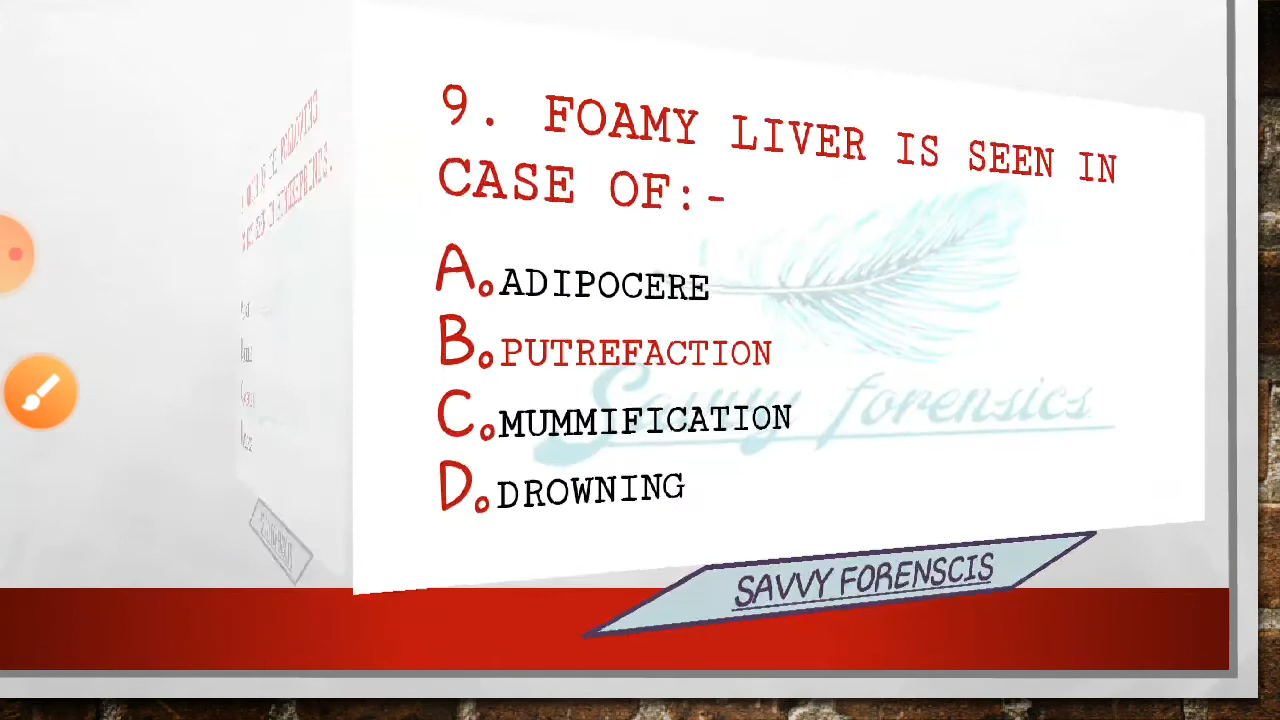 9. FOAMY LIVER IS SEEN IN
CASE OF:-
A. ADIPOCERE
B. PUTREFACTION
C. MUMMIFICATION
D. DROWNING
Savvy forensics
SAVVY FORENSCIS